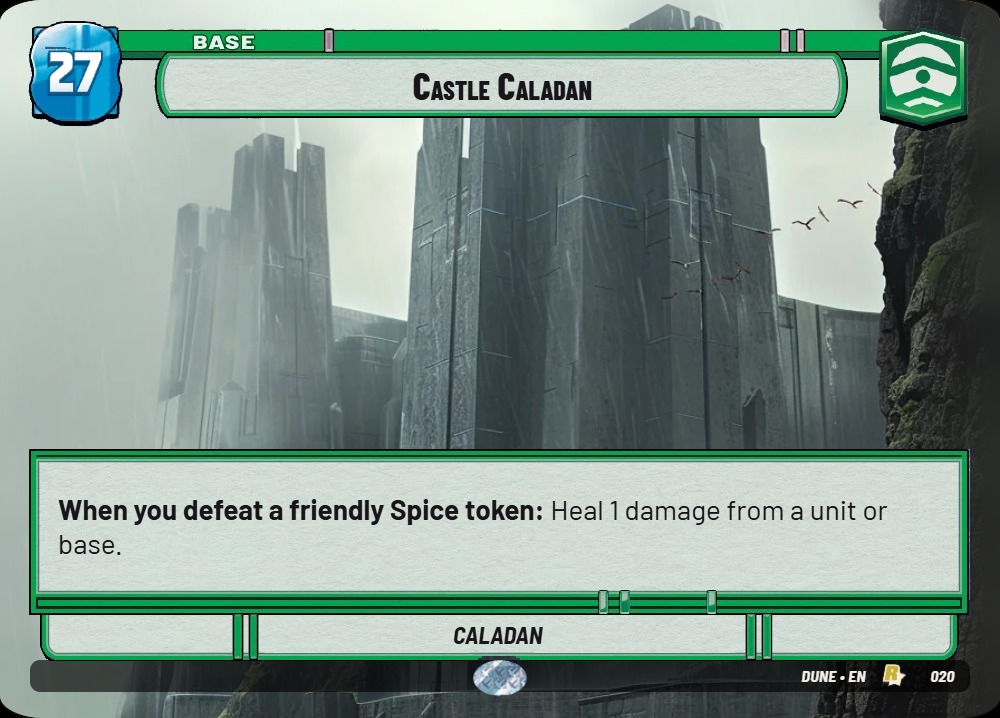 BASE
27
CASTLE CALADAN
When you defeat a friendly Spice token: Heal 1 damage from a unit or
base.
CALADAN
DUNE • EN R 020